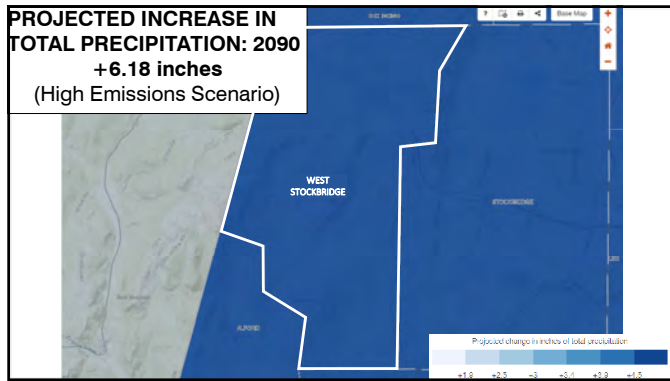 PROJECTED INCREASE IN
TOTAL PRECIPITATION: 2090
+6.18 inches
(High Emissions Scenario)
?
Base Map
+
−
WEST
STOCKBRIDGE
STOCKBRIDGE
ALFORD
Projected change in inches of total precipitation
+1.9 +2.5 +3 +3.4 +3.9 +4.5